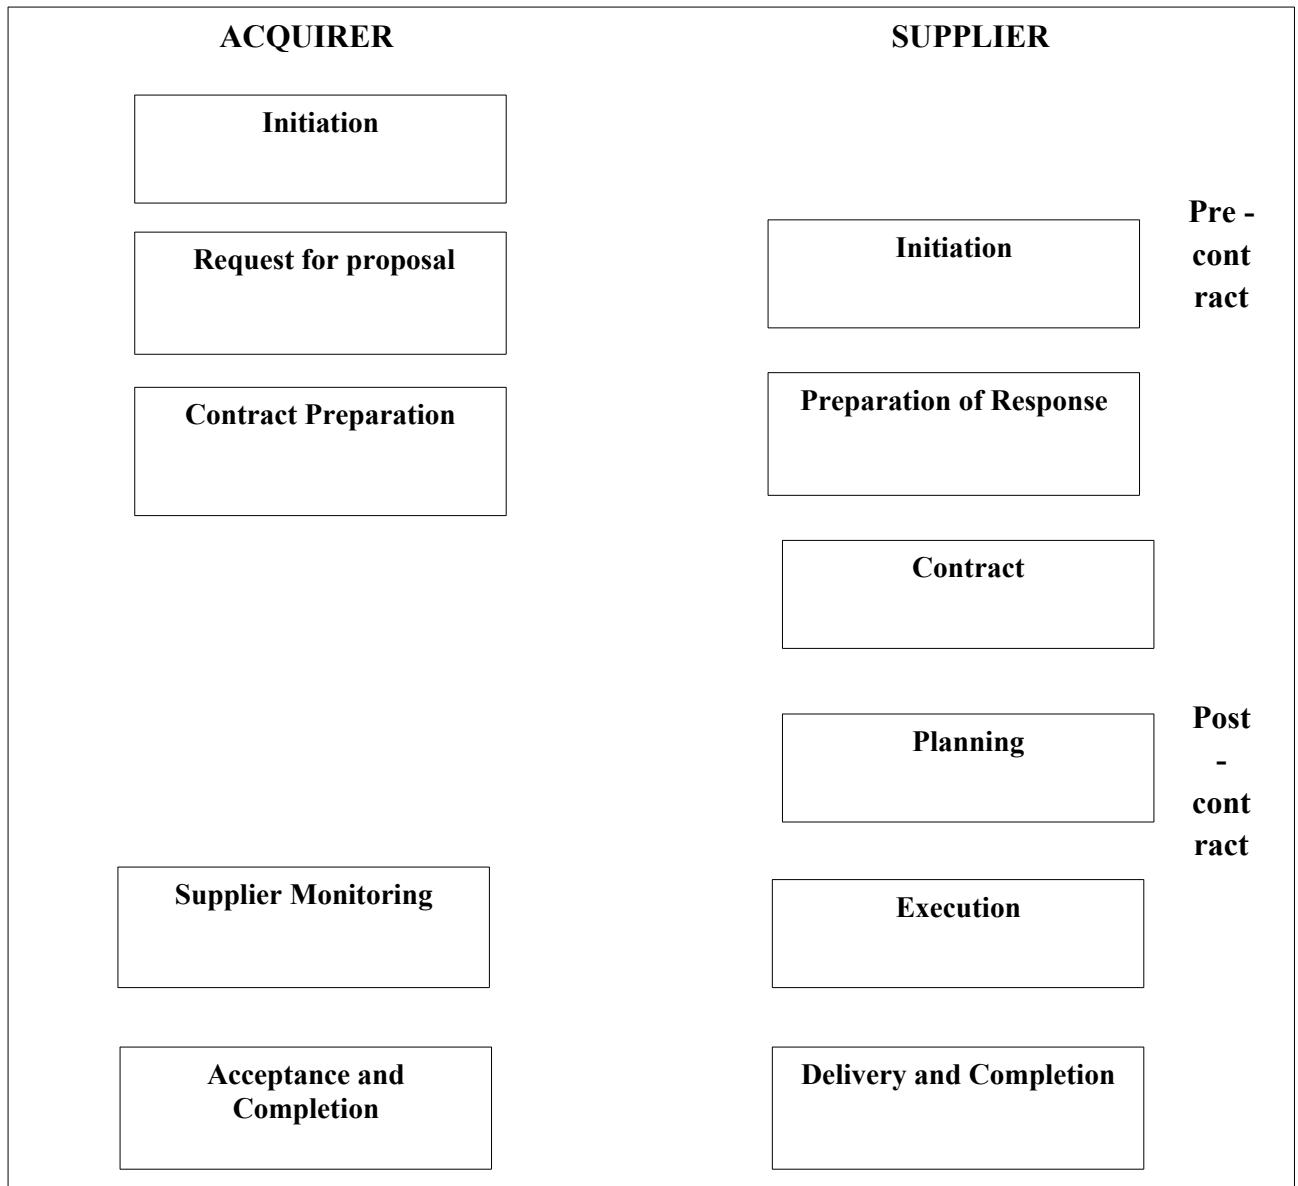 ACQUIRER
SUPPLIER
Initiation
Pre -
cont
ract
Request for proposal
Initiation
Contract Preparation
Preparation of Response
Contract
Planning
Post
-
cont
ract
Supplier Monitoring
Execution
Acceptance and
Completion
Delivery and Completion